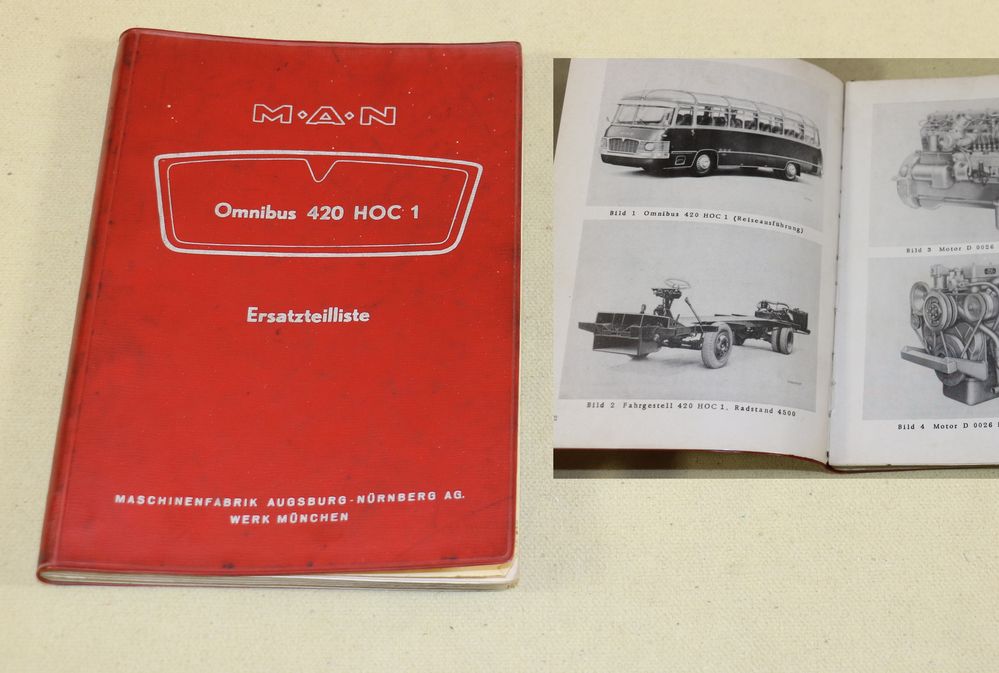 M·A·N
Omnibus 420 HOC 1
Ersatzteilliste
MASCHINENFABRIK AUGSBURG-NÜRNBERG AG.
WERK MÜNCHEN
Bild 1 Omnibus 420 HOC 1 (Reiseausführung)
Bild 2 Fahrgestell 420 HOC 1, Radstand 4500
2
Bild 3 Motor D 0026
Bild 4 Motor D 0026